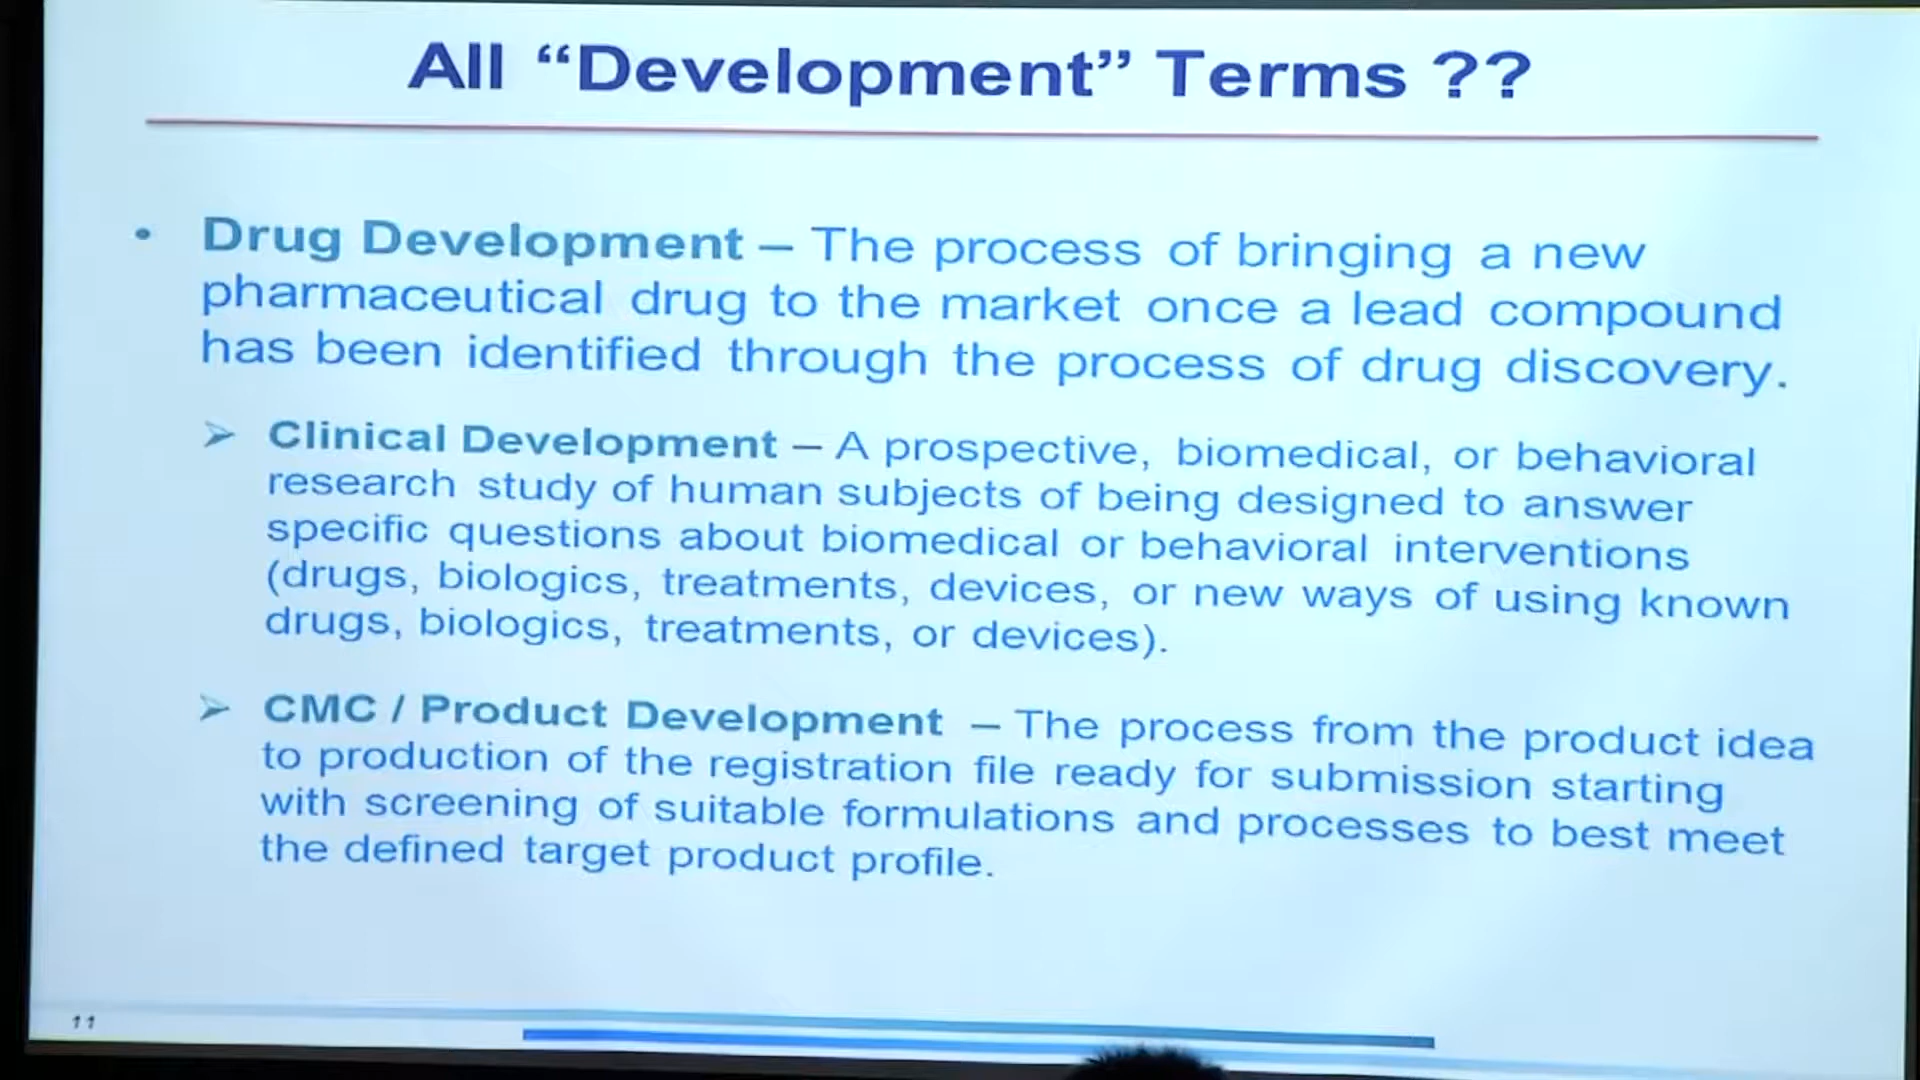 All “Development” Terms ??
• Drug Development – The process of bringing a new
pharmaceutical drug to the market once a lead compound
has been identified through the process of drug discovery.
➢ Clinical Development – A prospective, biomedical, or behavioral
research study of human subjects of being designed to answer
specific questions about biomedical or behavioral interventions
(drugs, biologics, treatments, devices, or new ways of using known
drugs, biologics, treatments, or devices).
➢ CMC / Product Development – The process from the product idea
to production of the registration file ready for submission starting
with screening of suitable formulations and processes to best meet
the defined target product profile.
11